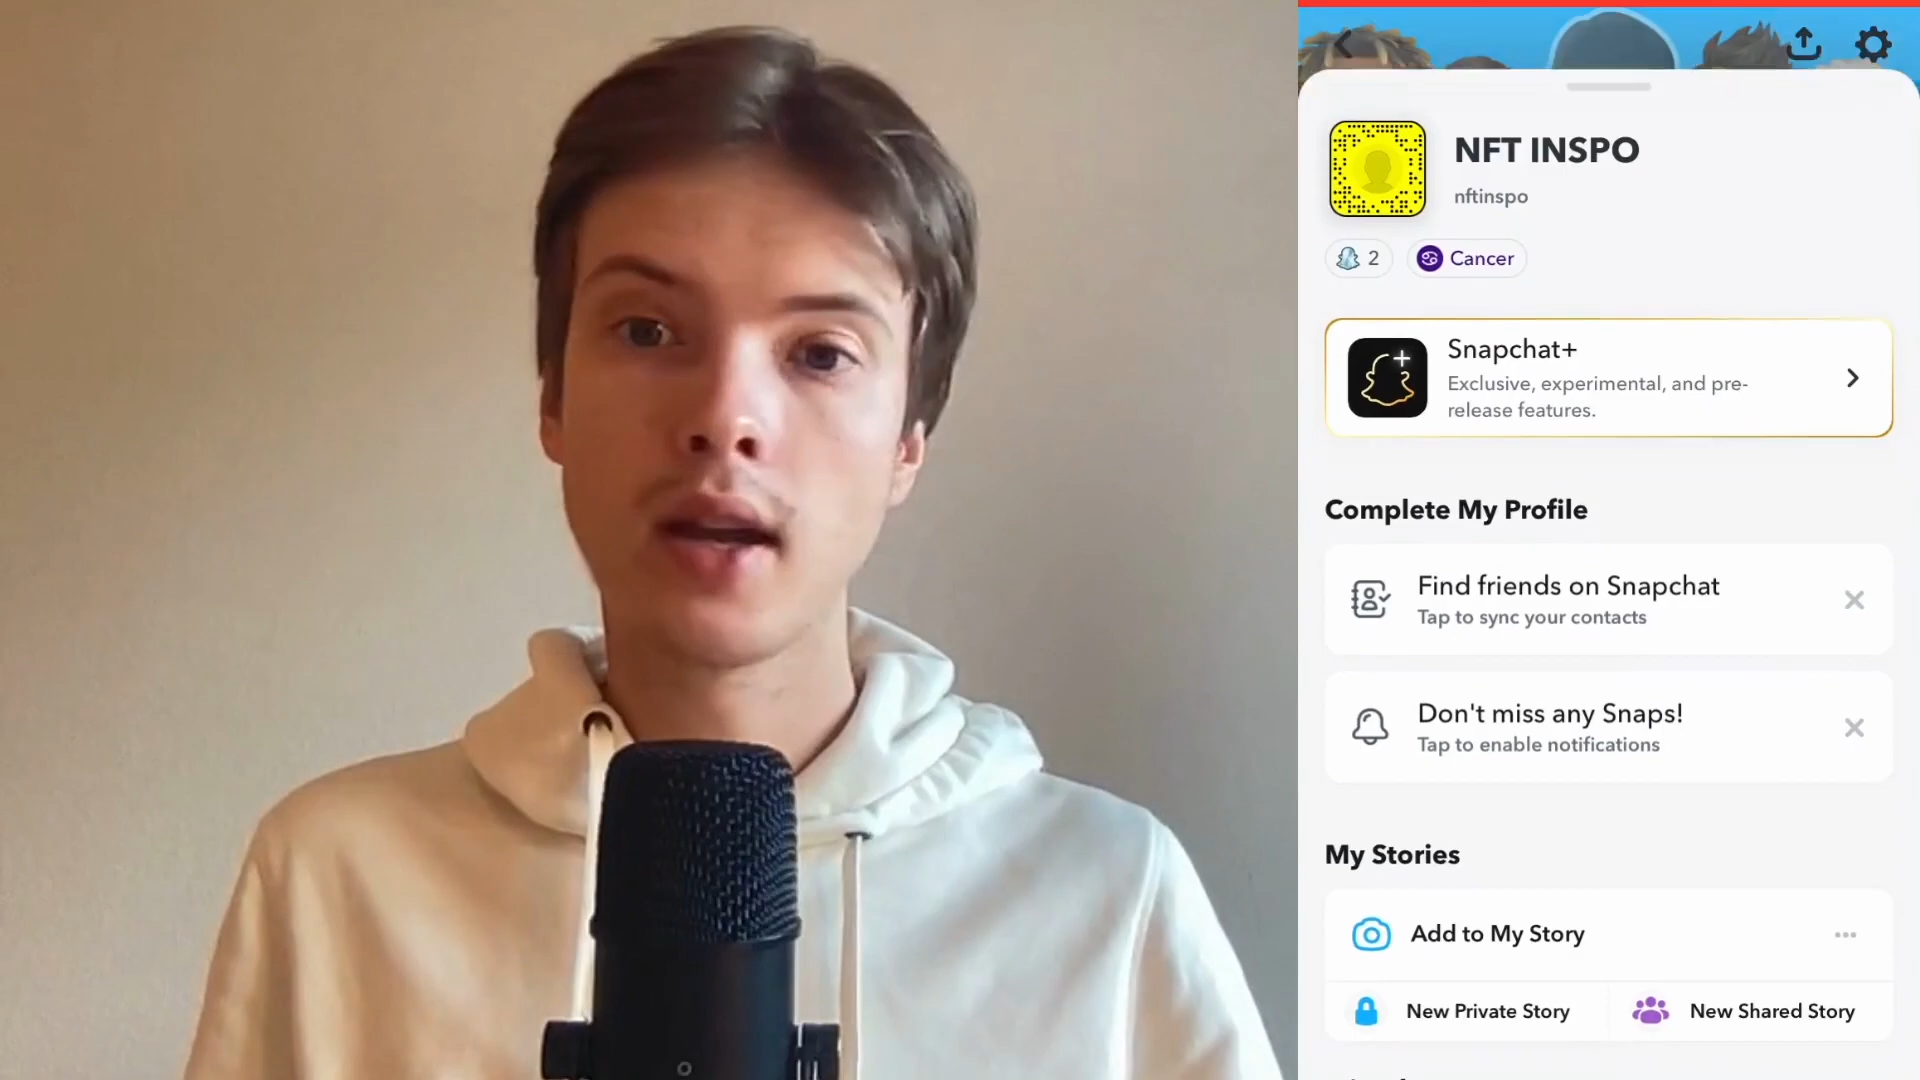 NFT INSPO
nftinspo
2
Cancer
Snapchat+
Exclusive, experimental, and pre-
release features.
Complete My Profile
Find friends on Snapchat
Tap to sync your contacts
Don't miss any Snaps!
Tap to enable notifications
My Stories
Add to My Story
New Private Story
New Shared Story